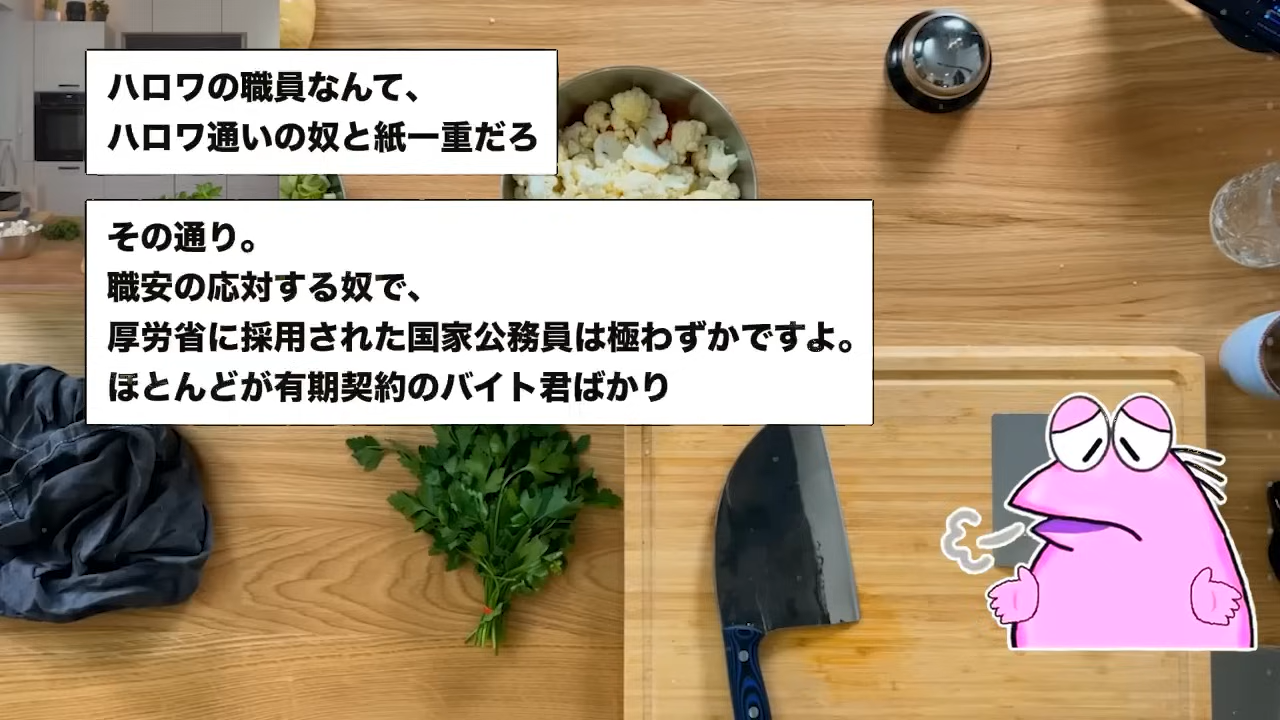 ハロワの職員なんて、
ハロワ通いの奴と紙一重だろ
その通り。
職安の応対する奴で、
厚労省に採用された国家公務員は極わずかですよ。
ほとんどが有期契約のバイト君ばかり